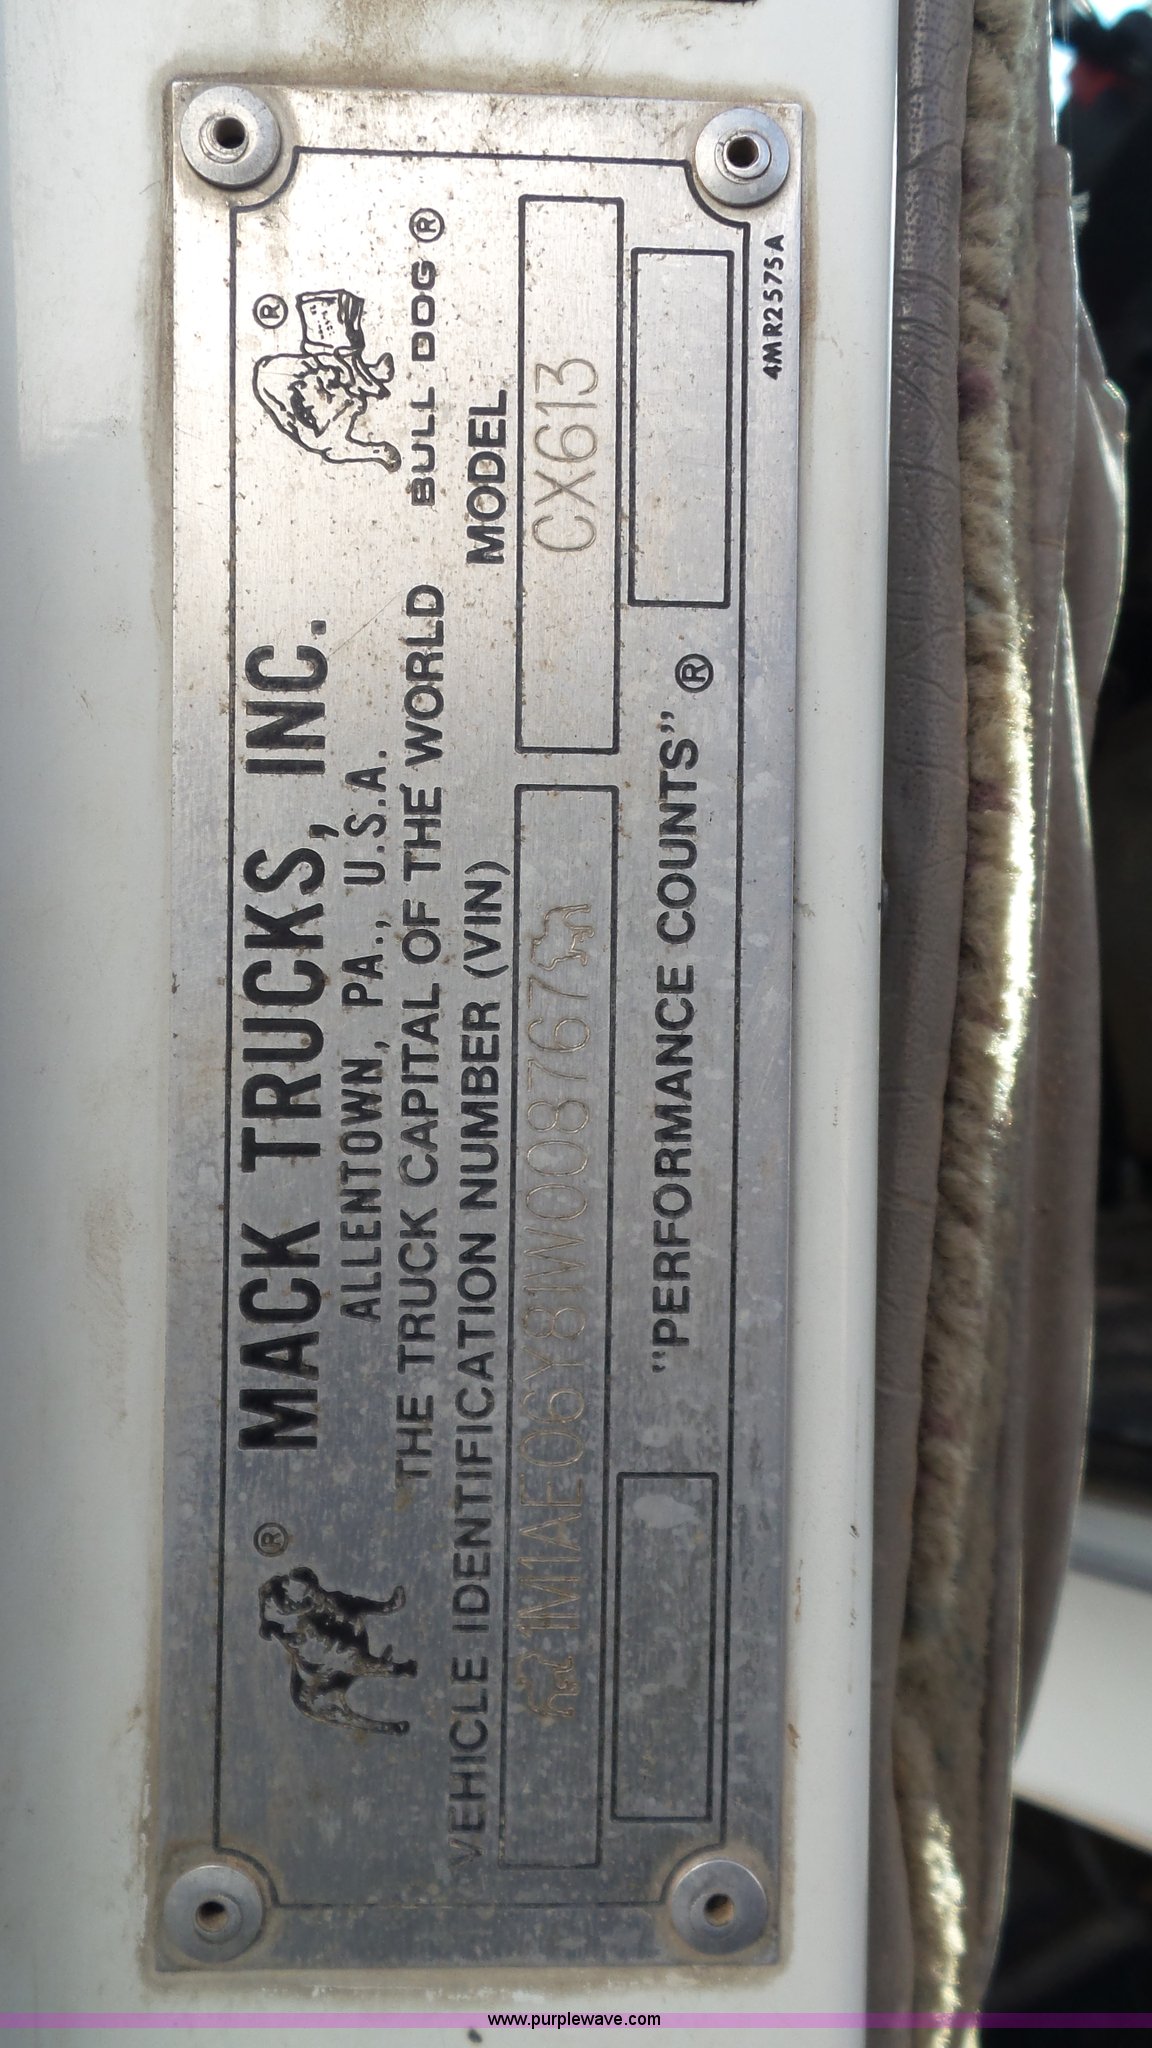 ® MACK TRUCKS, INC. ®
ALLENTOWN, PA., U.S.A.
THE TRUCK CAPITAL OF THE WORLD BULL DOG ®
VEHICLE IDENTIFICATION NUMBER (VIN) MODEL
1M1AE06Y81W008767 CX613
"PERFORMANCE COUNTS" ®
4MR2575A
www.purplewave.com